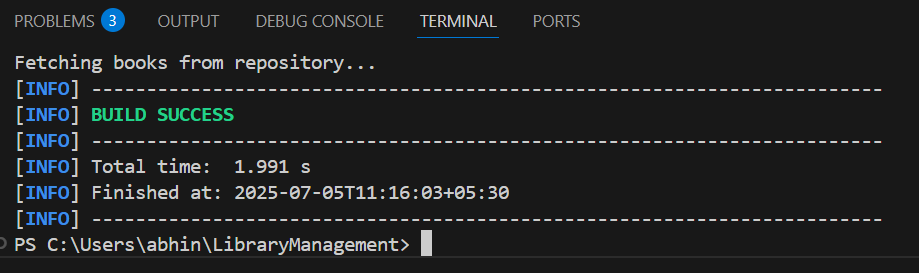 PROBLEMS 3 OUTPUT DEBUG CONSOLE TERMINAL PORTS
Fetching books from repository...
[INFO] ------------------------------------------------------------------------
[INFO] BUILD SUCCESS
[INFO] ------------------------------------------------------------------------
[INFO] Total time:  1.991 s
[INFO] Finished at: 2025-07-05T11:16:03+05:30
[INFO] ------------------------------------------------------------------------
PS C:\Users\abhin\LibraryManagement>